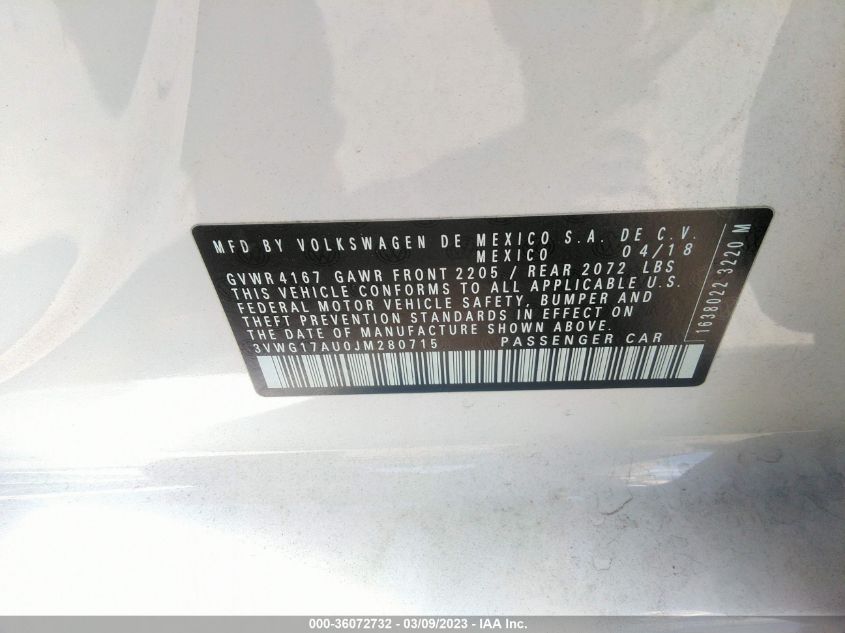 MFD BY VOLKSWAGEN DE MEXICO S.A. DE C.V.
MEXICO 04/18
GVWR4167 GAWR FRONT 2205 / REAR 2072 LBS
THIS VEHICLE CONFORMS TO ALL APPLICABLE U.S.
FEDERAL MOTOR VEHICLE SAFETY, BUMPER AND
THEFT PREVENTION STANDARDS IN EFFECT ON
THE DATE OF MANUFACTURE SHOWN ABOVE.
3VWG17AU0JM280715 PASSENGER CAR
1638022 3220 M
000-36072732 - 03/09/2023 - IAA Inc.